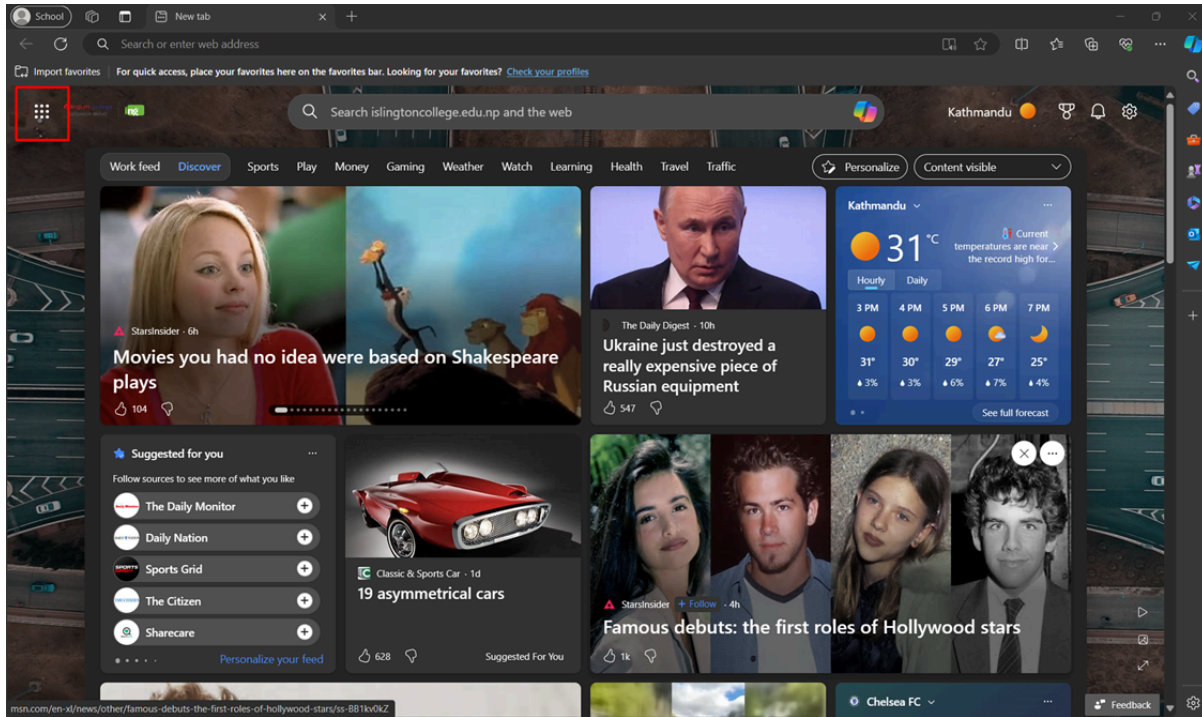 School
New tab
Search or enter web address
Import favorites
For quick access, place your favorites here on the favorites bar. Looking for your favorites? Check your profiles
ng
Search islingtoncollege.edu.np and the web
Kathmandu
Work feed
Discover
Sports
Play
Money
Gaming
Weather
Watch
Learning
Health
Travel
Traffic
Personalize
Content visible
StarsInsider · 6h
Movies you had no idea were based on Shakespeare
plays
104
The Daily Digest · 10h
Ukraine just destroyed a
really expensive piece of
Russian equipment
547
Kathmandu
31 °C
Current
temperatures are near
the record high for...
Hourly
Daily
3 PM 4 PM 5 PM 6 PM 7 PM
31° 30° 29° 27° 25°
3% 3% 6% 7% 4%
See full forecast
Suggested for you
Follow sources to see more of what you like
The Daily Monitor
Daily Nation
Sports Grid
The Citizen
Sharecare
Personalize your feed
Classic & Sports Car · 1d
19 asymmetrical cars
628
Suggested For You
StarsInsider + Follow · 4h
Famous debuts: the first roles of Hollywood stars
1k
Chelsea FC
Feedback
msn.com/en-xl/news/other/famous-debuts-the-first-roles-of-hollywood-stars/ss-BB1kv0kZ